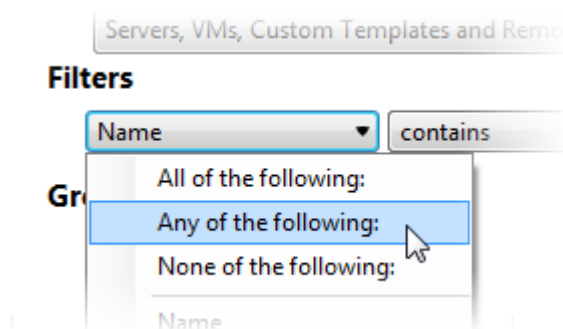 Servers, VMs, Custom Templates and Remo
Filters
Name contains
All of the following:
Gr
Any of the following:
None of the following:
Name